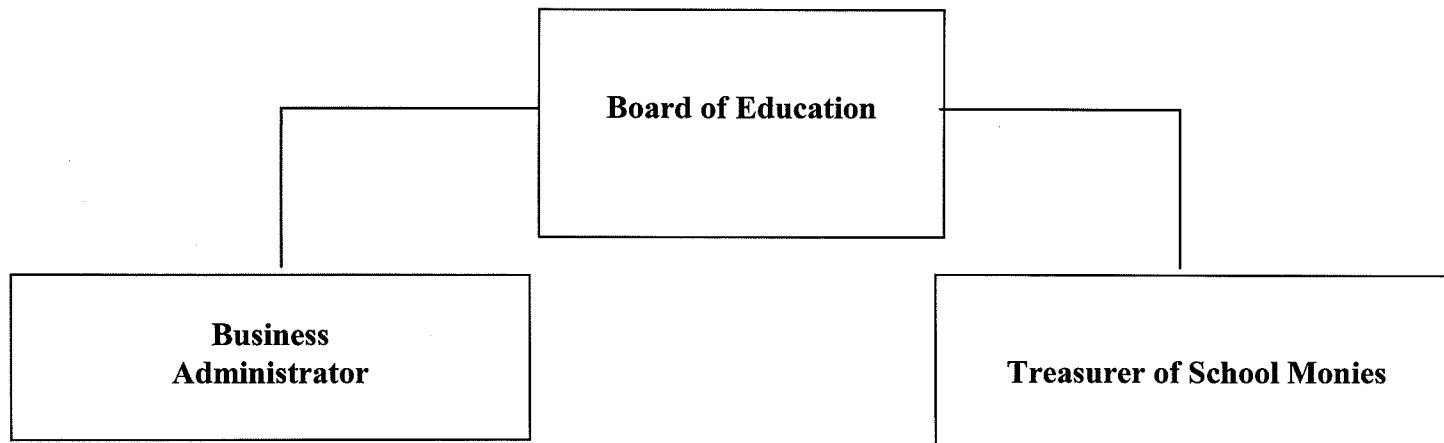 Board of Education
Business
Administrator
Treasurer of School Monies